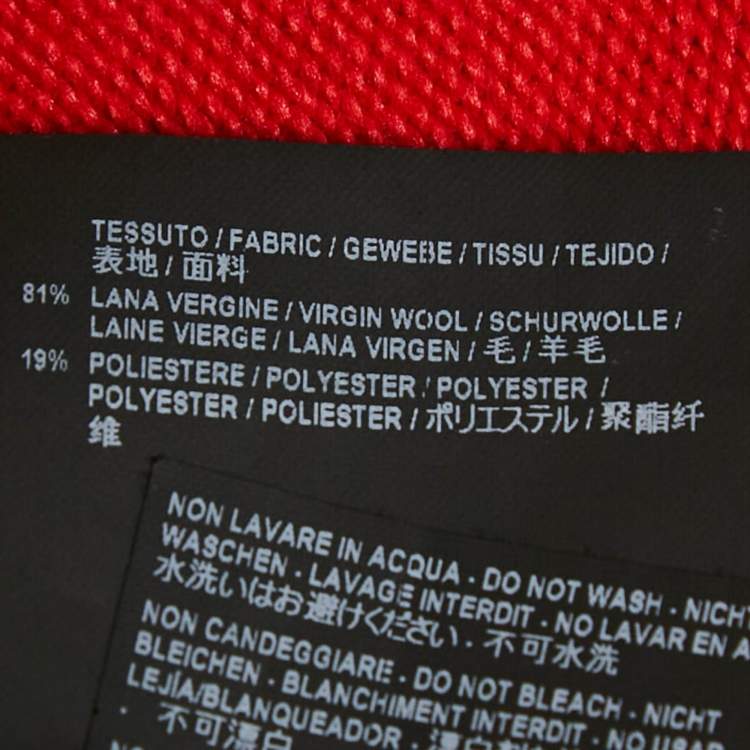 TESSUTO / FABRIC / GEWEBE / TISSU / TEJIDO /
表地 / 面料
81% LANA VERGINE / VIRGIN WOOL / SCHURWOLLE /
LAINE VIERGE / LANA VIRGEN / 毛 / 羊毛
19% POLIESTERE / POLYESTER / POLYESTER /
POLYESTER / POLIESTER / ポリエステル / 聚酯纤
维
NON LAVARE IN ACQUA · DO NOT WASH · NICHT
WASCHEN · LAVAGE INTERDIT · NO LAVAR EN A
水洗いはお避けください · 不可水洗
NON CANDEGGIARE · DO NOT BLEACH · NICHT
BLEICHEN · BLANCHIMENT INTERDIT · NO USAR
LEJÍA/BLANQUEADOR ·
· 不可漂白